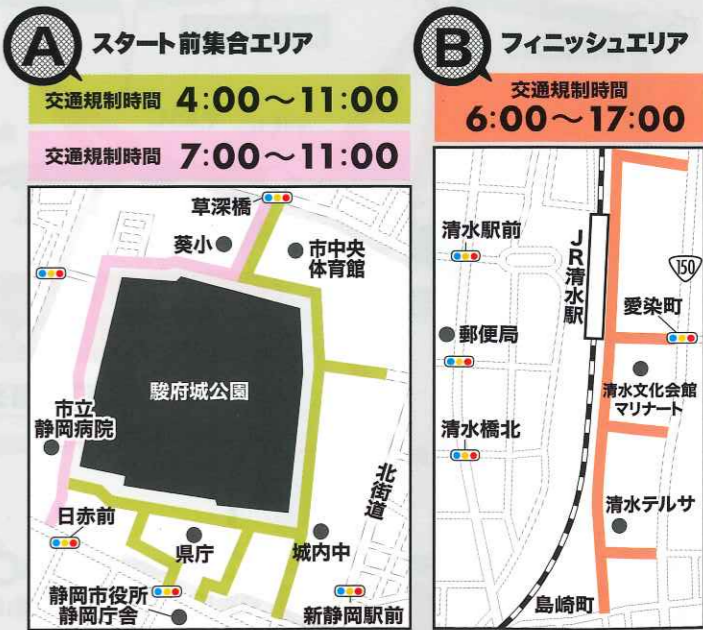 A
スタート前集合エリア
交通規制時間 4:00〜11:00
交通規制時間 7:00〜11:00
草深橋
葵小
市中央
体育館
駿府城公園
市立
静岡病院
北街道
日赤前
県庁
城内中
静岡市役所
静岡庁舎
新静岡駅前
B
フィニッシュエリア
交通規制時間
6:00〜17:00
清水駅前
JR清水駅
150
愛染町
郵便局
清水文化会館
マリナート
清水橋北
清水テルサ
島崎町